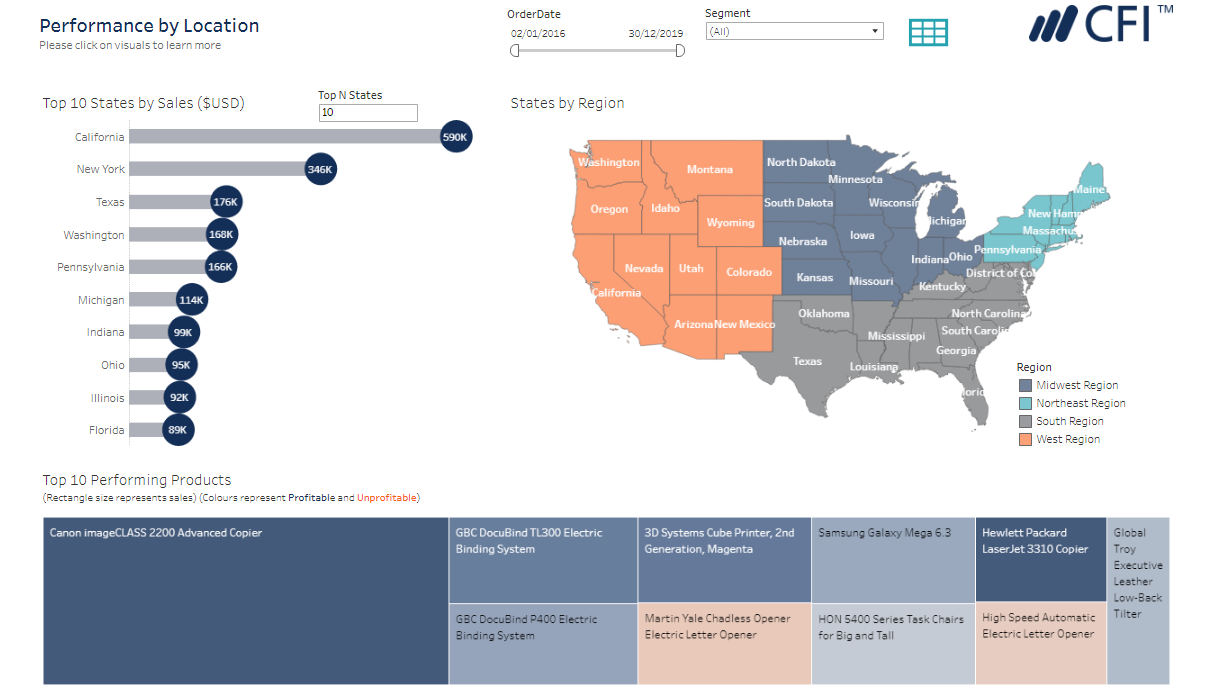 Performance by Location
Please click on visuals to learn more
OrderDate
02/01/2016
30/12/2019
Segment
(All)
CFI™
Top 10 States by Sales ($USD)
Top N States
10
California
590K
New York
346K
Texas
176K
Washington
168K
Pennsylvania
166K
Michigan
114K
Indiana
99K
Ohio
95K
Illinois
92K
Florida
89K
States by Region
Washington
Montana
North Dakota
Minnesota
Maine
Oregon
Idaho
Wyoming
South Dakota
Wisconsin
Michigan
New Ham
Massachus
Nebraska
Iowa
Pennsylvania
Nevada
Utah
Colorado
Kansas
Missouri
Indiana
Ohio
District of Col
Kentucky
California
Arizona
New Mexico
Oklahoma
North Carolina
South Carolin
Mississippi
Georgia
Texas
Louisiana
lorid
Region
Midwest Region
Northeast Region
South Region
West Region
Top 10 Performing Products
(Rectangle size represents sales) (Colours represent Profitable and Unprofitable)
Canon imageCLASS 2200 Advanced Copier
GBC DocuBind TL300 Electric
Binding System
GBC DocuBind P400 Electric
Binding System
3D Systems Cube Printer, 2nd
Generation, Magenta
Martin Yale Chadless Opener
Electric Letter Opener
Samsung Galaxy Mega 6.3
HON 5400 Series Task Chairs
for Big and Tall
Hewlett Packard
LaserJet 3310 Copier
High Speed Automatic
Electric Letter Opener
Global
Troy
Executive
Leather
Low-Back
Tilter